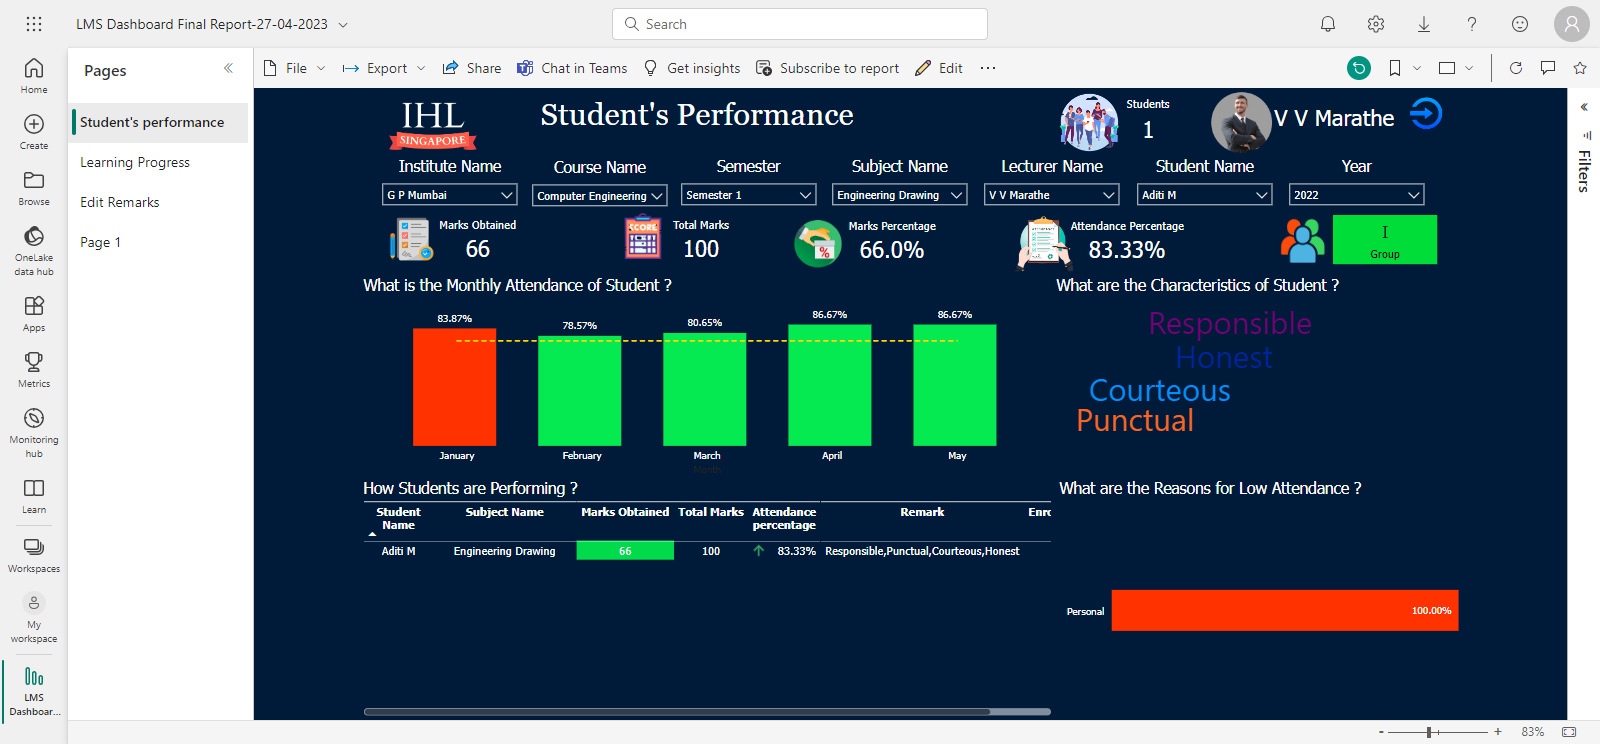 LMS Dashboard Final Report-27-04-2023
Search
Home
Create
Browse
OneLake
data hub
Apps
Metrics
Monitoring
hub
Learn
Workspaces
My
workspace
LMS
Dashboar...
Pages
Student's performance
Learning Progress
Edit Remarks
Page 1
File
Export
Share
Chat in Teams
Get insights
Subscribe to report
Edit
IHL
SINGAPORE
Student's Performance
Students
1
V V Marathe
Filters
Institute Name Course Name Semester Subject Name Lecturer Name Student Name Year
G P Mumbai Computer Engineering Semester 1 Engineering Drawing V V Marathe Aditi M 2022
Marks Obtained
66
SCORE
Total Marks
100
%
Marks Percentage
66.0%
Attendance Percentage
83.33%
I
Group
What is the Monthly Attendance of Student ?
83.87% 78.57% 80.65% 86.67% 86.67%
January February March April May
Month
What are the Characteristics of Student ?
Responsible
Honest
Courteous
Punctual
How Students are Performing ?
Student Name Subject Name Marks Obtained Total Marks Attendance percentage Remark Enro
Aditi M Engineering Drawing 66 100 83.33% Responsible,Punctual,Courteous,Honest
What are the Reasons for Low Attendance ?
Personal 100.00%
- + 83%